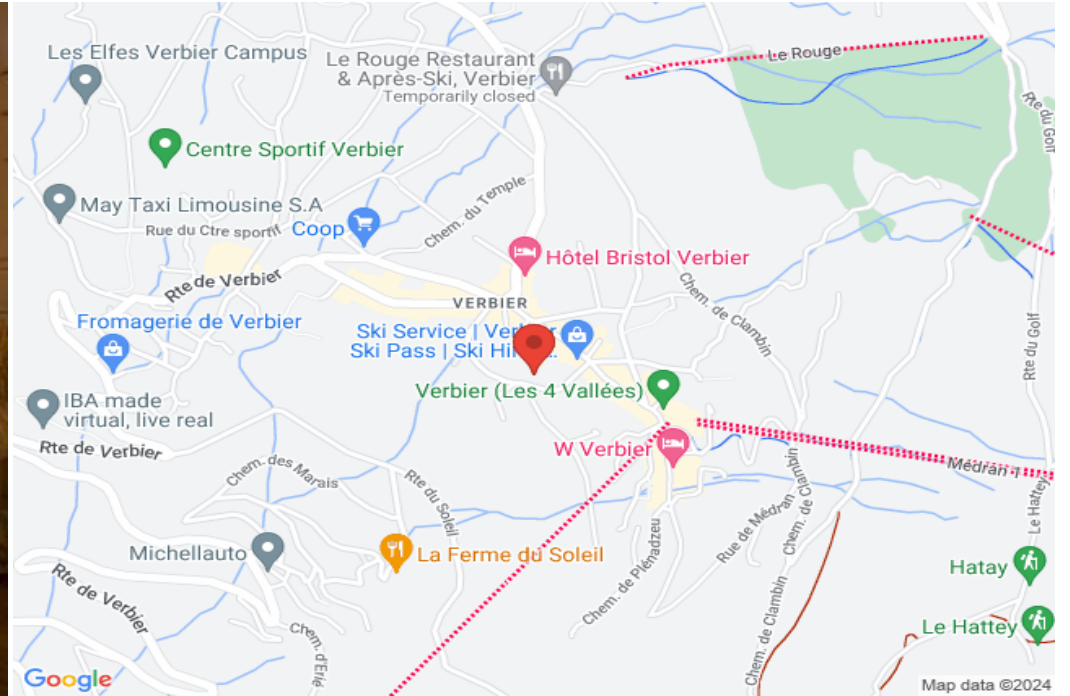 Les Elfes Verbier Campus
Le Rouge Restaurant
& Après-Ski, Verbier
Temporarily closed
Le Rouge
Rte du Golf
Centre Sportif Verbier
May Taxi Limousine S.A
Rue du Ctre sportif
Coop
Chem. du Temple
Hôtel Bristol Verbier
Rte de Verbier
VERBIER
Chem. de Clambin
Fromagerie de Verbier
Ski Service | Verbier
Ski Pass | Ski Hi
Rte du Golf
Verbier (Les 4 Vallées)
IBA made
virtual, live real
Rte de Verbier
W Verbier
Médran 1
Chem. des Marais
Rte du Soleil
Chem. de Clambin
Rue de Médran
Le Hattey
Michellauto
La Ferme du Soleil
Chem. de Plénadzeu
Hatay
Rte de Verbier
Chem. d'Erié
Chem. de Clambin
Le Hattey
Google
Map data ©2024